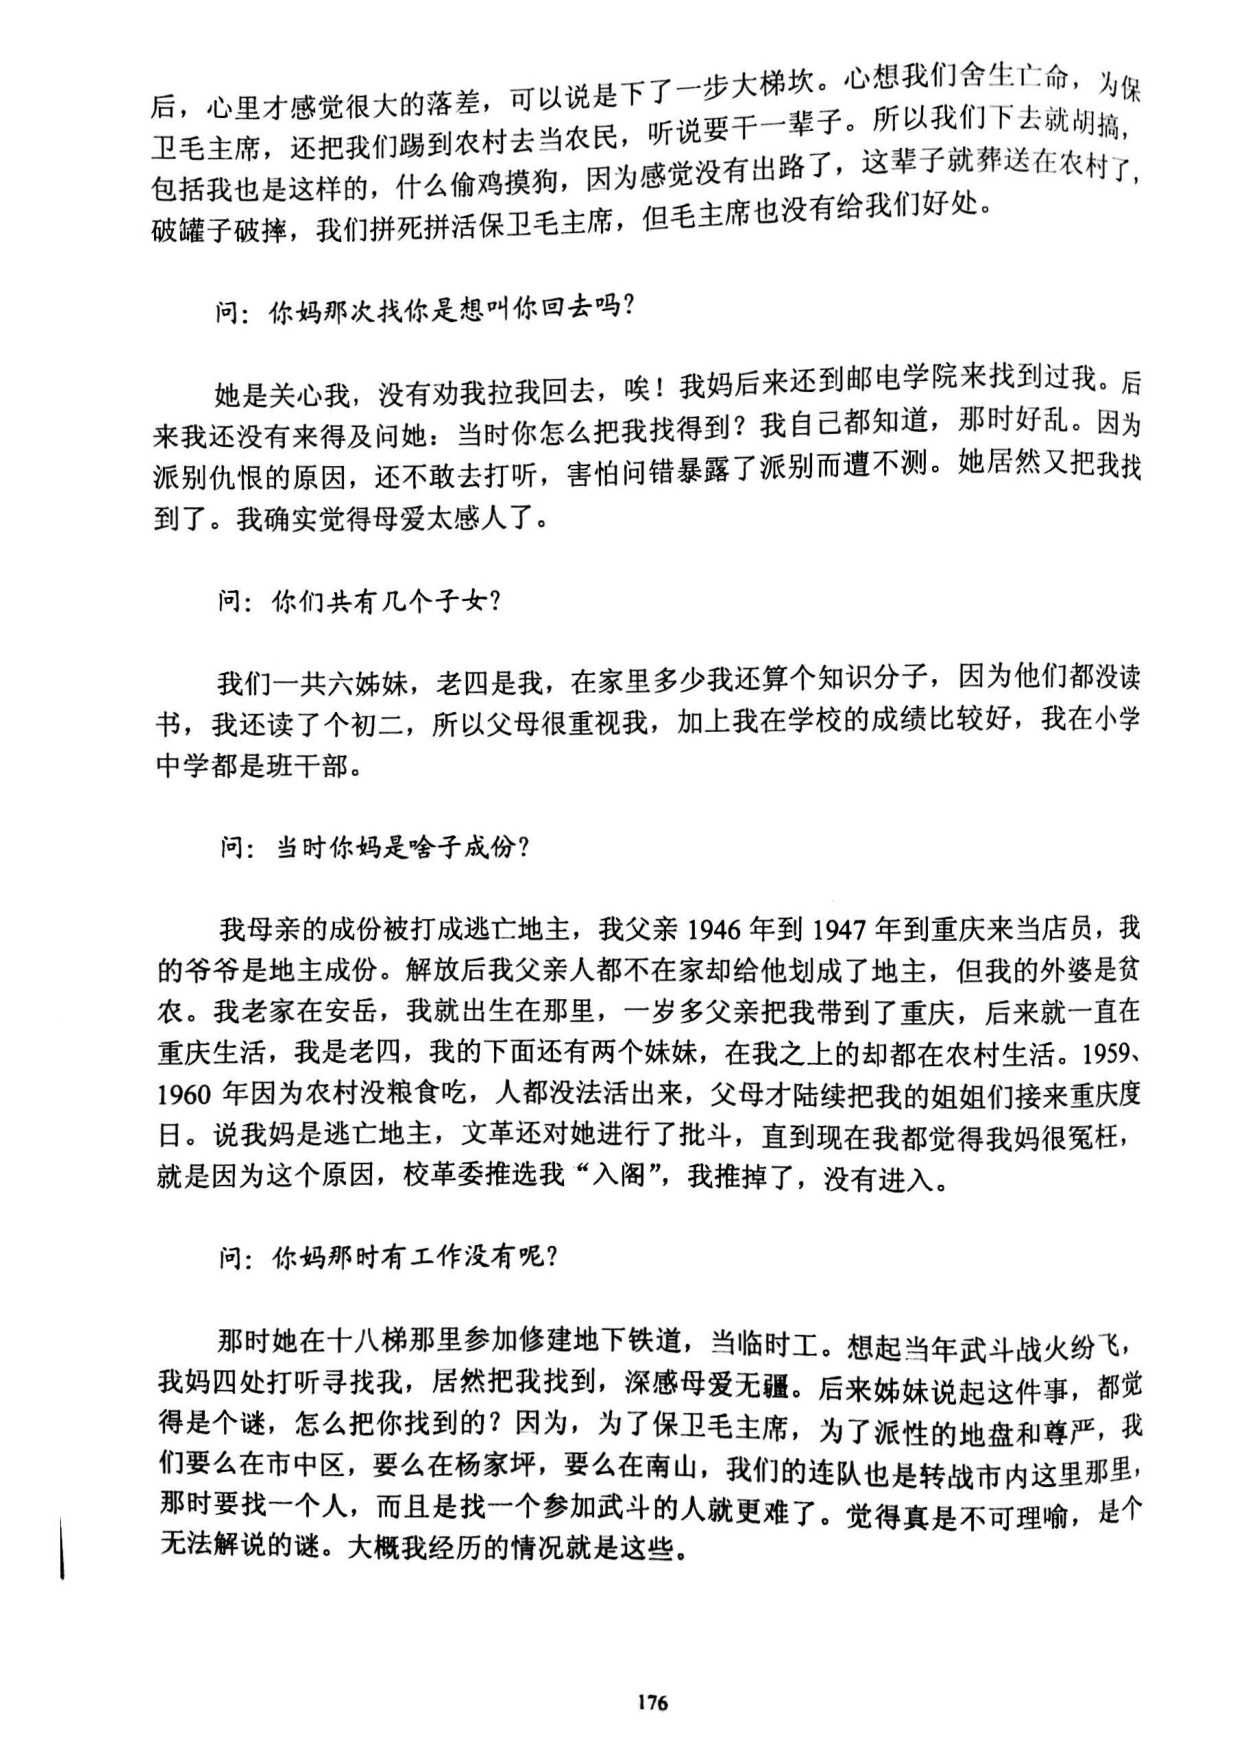 后，心里才感觉很大的落差，可以说是下了一步大梯坎。心想我们舍生亡命，为保
卫毛主席，还把我们踢到农村去当农民，听说要干一辈子。所以我们下去就胡搞，
包括我也是这样的，什么偷鸡摸狗，因为感觉没有出路了，这辈子就葬送在农村了，
破罐子破摔，我们拼死拼活保卫毛主席，但毛主席也没有给我们好处。
问：你妈那次找你是想叫你回去吗？
她是关心我，没有劝我拉我回去，唉！我妈后来还到邮电学院来找到过我。后
来我还没有来得及问她：当时你怎么把我找得到？我自己都知道，那时好乱。因为
派别仇恨的原因，还不敢去打听，害怕问错暴露了派别而遭不测。她居然又把我找
到了。我确实觉得母爱太感人了。
问：你们共有几个子女？
我们一共六姊妹，老四是我，在家里多少我还算个知识分子，因为他们都没读
书，我还读了个初二，所以父母很重视我，加上我在学校的成绩比较好，我在小学
中学都是班干部。
问：当时你妈是啥子成份？
我母亲的成份被打成逃亡地主，我父亲 1946 年到 1947 年到重庆来当店员，我
的爷爷是地主成份。解放后我父亲人都不在家却给他划成了地主，但我的外婆是贫
农。我老家在安岳，我就出生在那里，一岁多父亲把我带到了重庆，后来就一直在
重庆生活，我是老四，我的下面还有两个妹妹，在我之上的却都在农村生活。1959、
1960 年因为农村没粮食吃，人都没法活出来，父母才陆续把我的姐姐们接来重庆度
日。说我妈是逃亡地主，文革还对她进行了批斗，直到现在我都觉得我妈很冤枉，
就是因为这个原因，校革委推选我“入阁”，我推掉了，没有进入。
问：你妈那时有工作没有呢？
那时她在十八梯那里参加修建地下铁道，当临时工。想起当年武斗战火纷飞，
我妈四处打听寻找我，居然把我找到，深感母爱无疆。后来姊妹说起这件事，都觉
得是个谜，怎么把你找到的？因为，为了保卫毛主席，为了派性的地盘和尊严，我
们要么在市中区，要么在杨家坪，要么在南山，我们的连队也是转战市内这里那里，
那时要找一个人，而且是找一个参加武斗的人就更难了。觉得真是不可理喻，是个
无法解说的谜。大概我经历的情况就是这些。
176